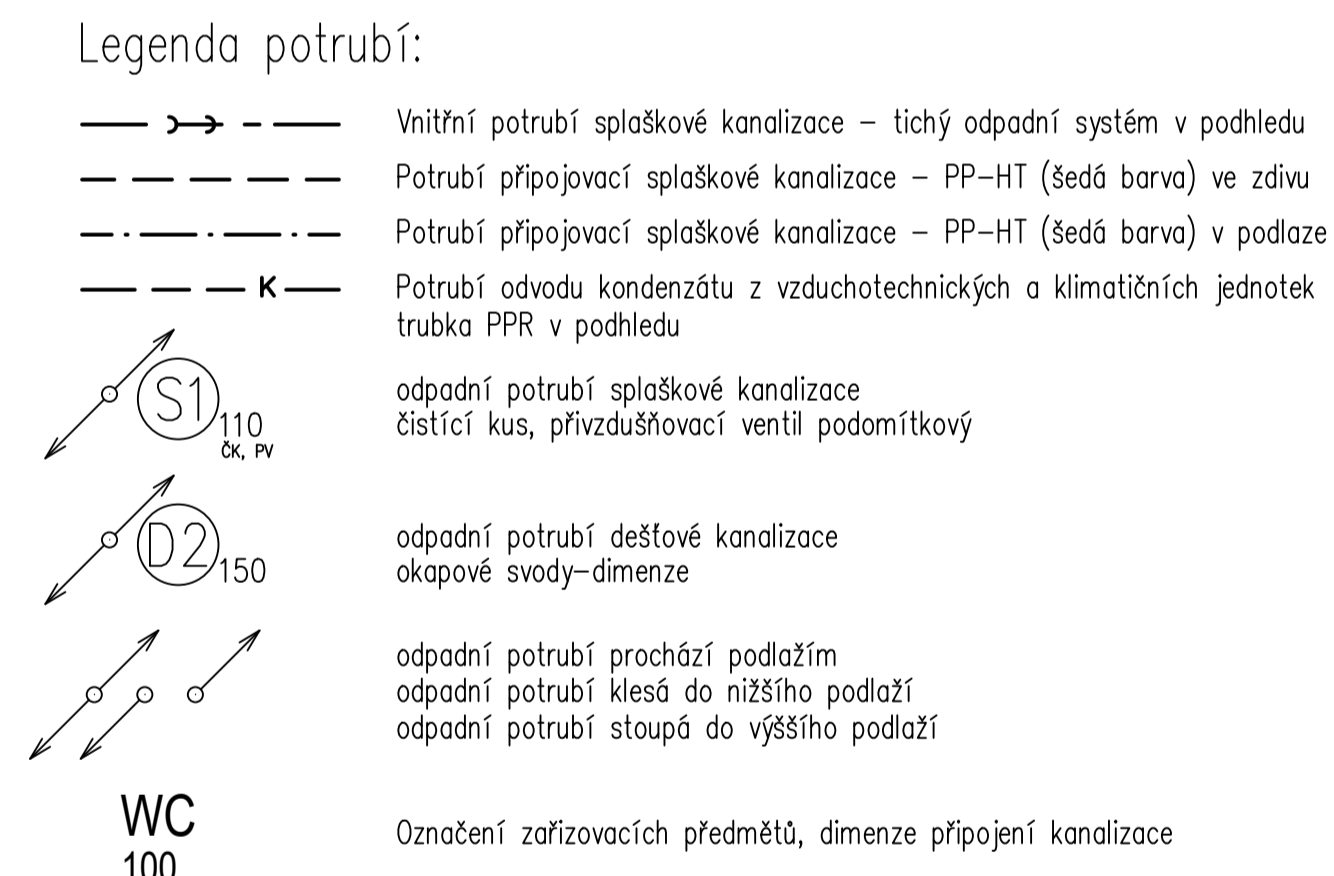 Legenda potrubí:
Vnitřní potrubí splaškové kanalizace – tichý odpadní systém v podhledu
Potrubí připojovací splaškové kanalizace – PP–HT (šedá barva) ve zdivu
Potrubí připojovací splaškové kanalizace – PP–HT (šedá barva) v podlaze
K
Potrubí odvodu kondenzátu z vzduchotechnických a klimatičních jednotek
trubka PPR v podhledu
S1
110
ČK, PV
odpadní potrubí splaškové kanalizace
čistící kus, přivzdušňovací ventil podomítkový
D2
150
odpadní potrubí dešťové kanalizace
okapové svody–dimenze
odpadní potrubí prochází podlažím
odpadní potrubí klesá do nižšího podlaží
odpadní potrubí stoupá do výššího podlaží
WC
100
Označení zařizovacích předmětů, dimenze připojení kanalizace